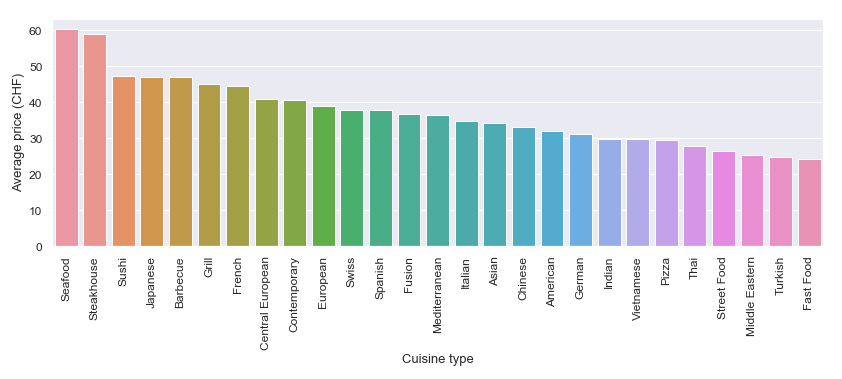 Average price (CHF)
60
50
40
30
20
10
0
Seafood
Steakhouse
Sushi
Japanese
Barbecue
Grill
French
Central European
Contemporary
European
Swiss
Spanish
Fusion
Mediterranean
Italian
Asian
Chinese
American
German
Indian
Vietnamese
Pizza
Thai
Street Food
Middle Eastern
Turkish
Fast Food
Cuisine type